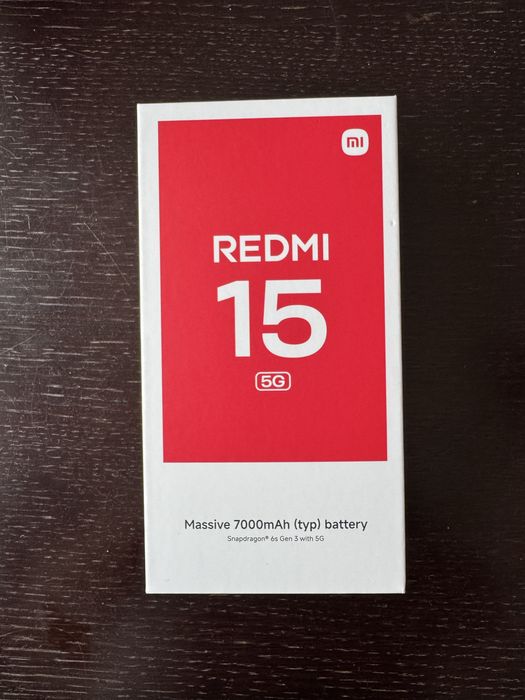 mi
REDMI
15
5G
Massive 7000mAh (typ) battery
Snapdragon® 6s Gen 3 with 5G